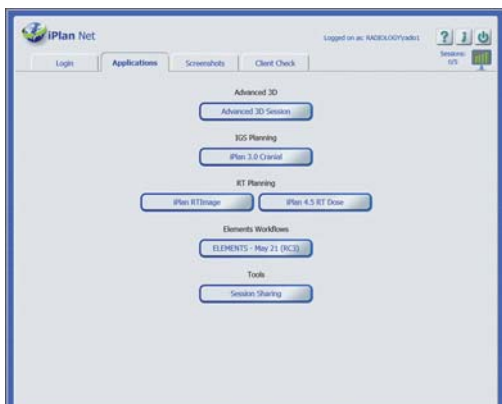 iPlan Net
Logged on as: RADIOLOGY\rado1
Sessions:
0/5
Login
Applications
Screenshots
Client Check
Advanced 3D
Advanced 3D Session
IGS Planning
iPlan 3.0 Cranial
RT Planning
iPlan RTImage
iPlan 4.5 RT Dose
Elements Workflows
ELEMENTS - May 21 (RC3)
Tools
Session Sharing